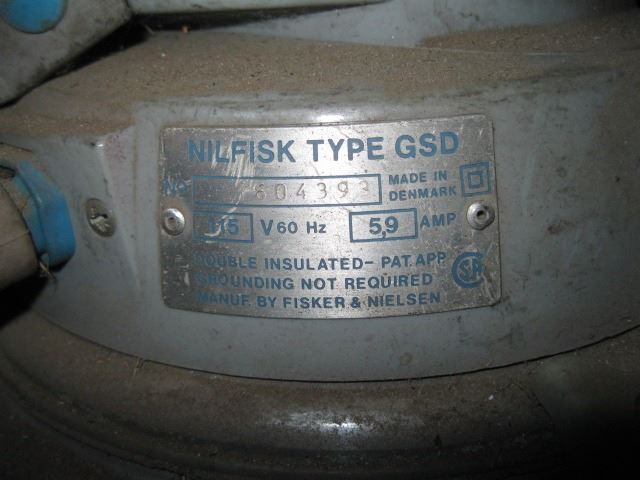 NILFISK TYPE GSD
NO 604393 MADE IN DENMARK
115 V 60 Hz 5,9 AMP
DOUBLE INSULATED- PAT. APP
GROUNDING NOT REQUIRED
MANUF. BY FISKER & NIELSEN